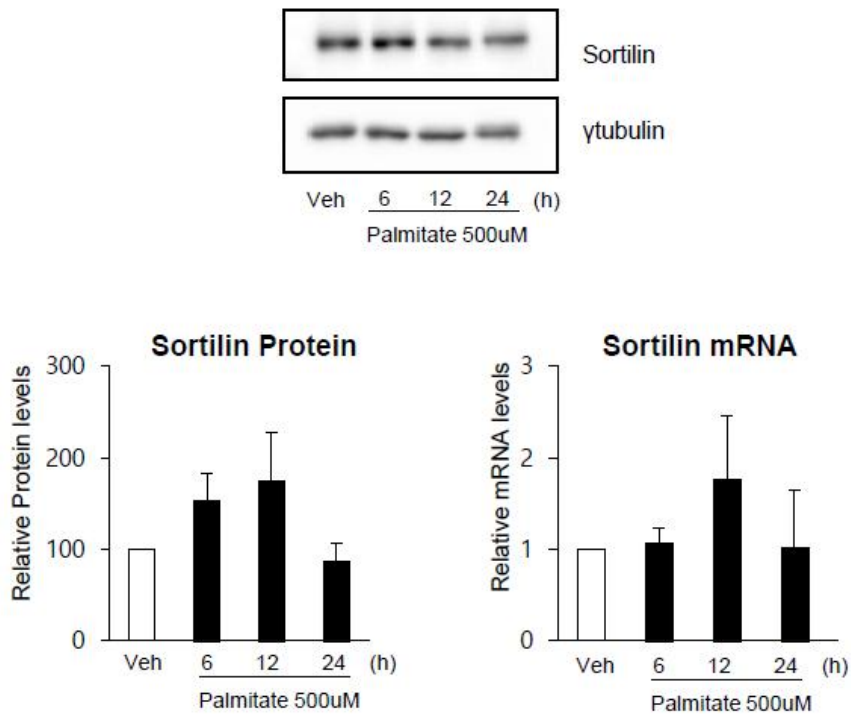 Sortilin
γtubulin
Veh 6 12 24 (h)
Palmitate 500uM
Sortilin Protein
Relative Protein levels
300
200
100
0
Veh 6 12 24 (h)
Palmitate 500uM
Sortilin mRNA
Relative mRNA levels
3
2
1
0
Veh 6 12 24 (h)
Palmitate 500uM